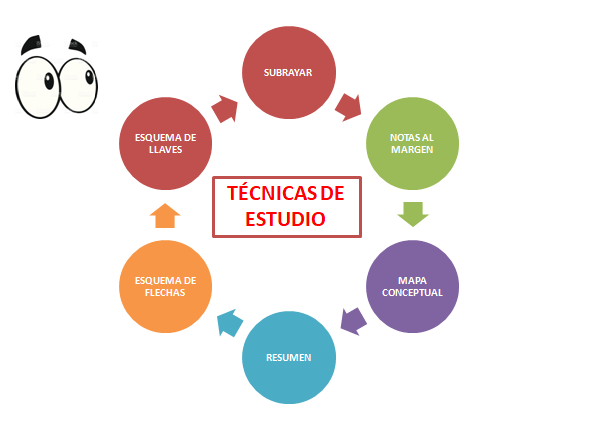 SUBRAYAR
NOTAS AL
MARGEN
MAPA
CONCEPTUAL
RESUMEN
ESQUEMA DE
FLECHAS
ESQUEMA DE
LLAVES
TÉCNICAS DE
ESTUDIO